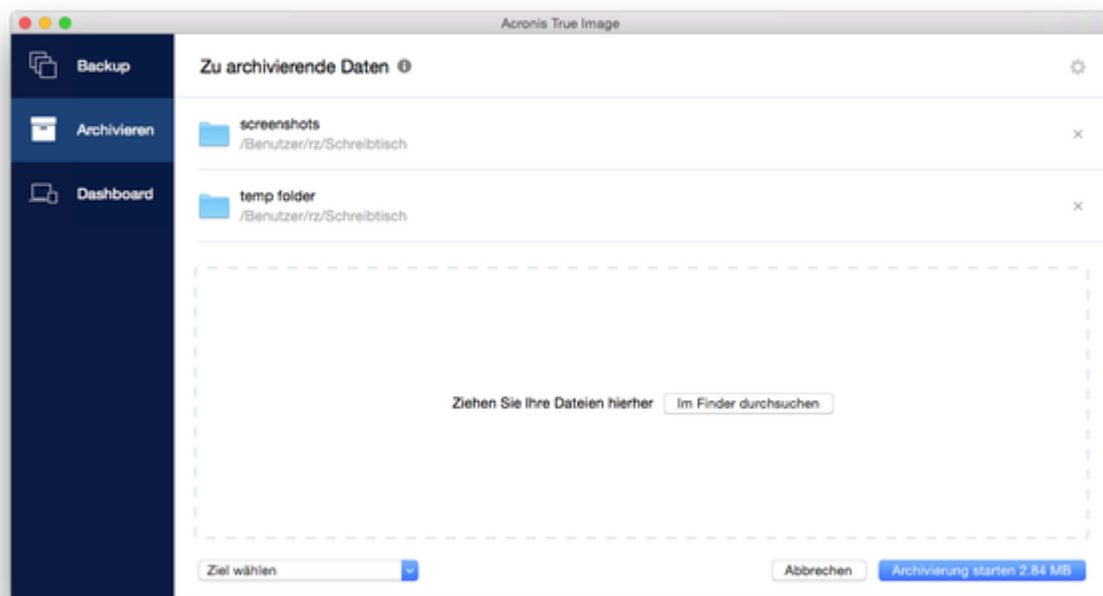 Acronis True Image
Backup
Archivieren
Dashboard
Zu archivierende Daten
screenshots
/Benutzer/rz/Schreibtisch
temp folder
/Benutzer/rz/Schreibtisch
Ziehen Sie Ihre Dateien hierher Im Finder durchsuchen
Ziel wählen Abbrechen Archivierung starten 2.84 MB